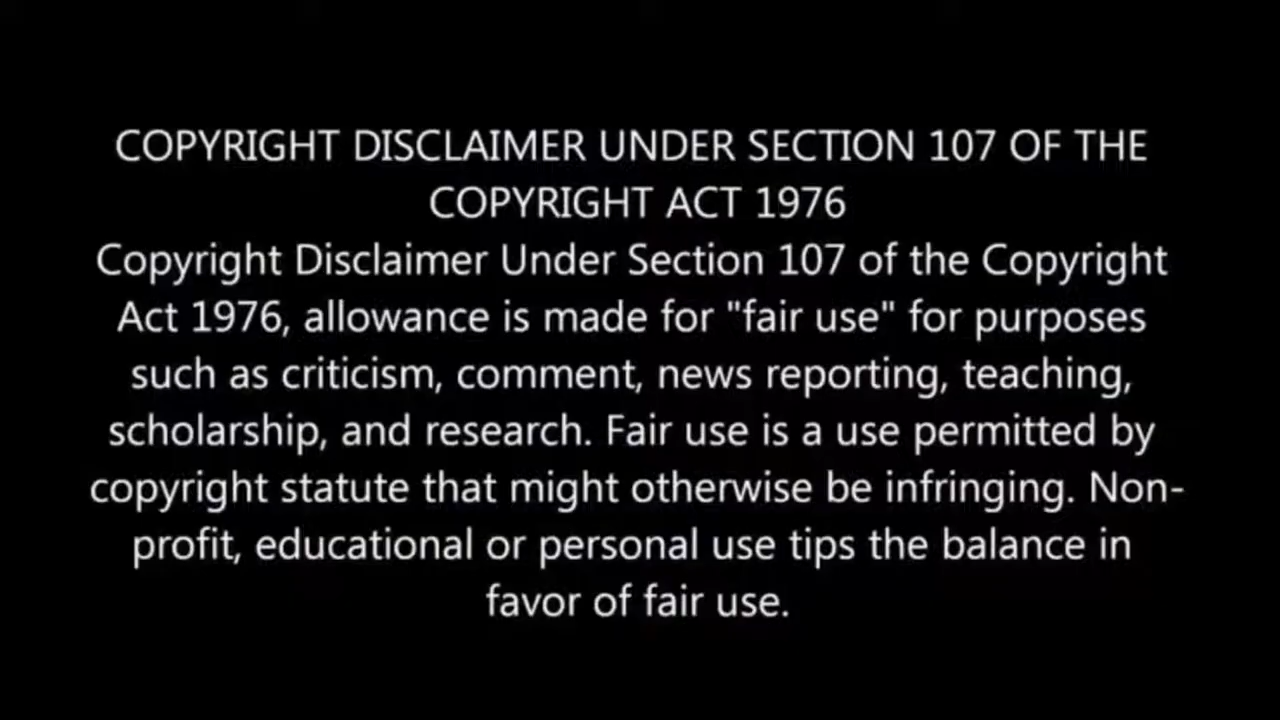 COPYRIGHT DISCLAIMER UNDER SECTION 107 OF THE
COPYRIGHT ACT 1976
Copyright Disclaimer Under Section 107 of the Copyright
Act 1976, allowance is made for "fair use" for purposes
such as criticism, comment, news reporting, teaching,
scholarship, and research. Fair use is a use permitted by
copyright statute that might otherwise be infringing. Non-
profit, educational or personal use tips the balance in
favor of fair use.